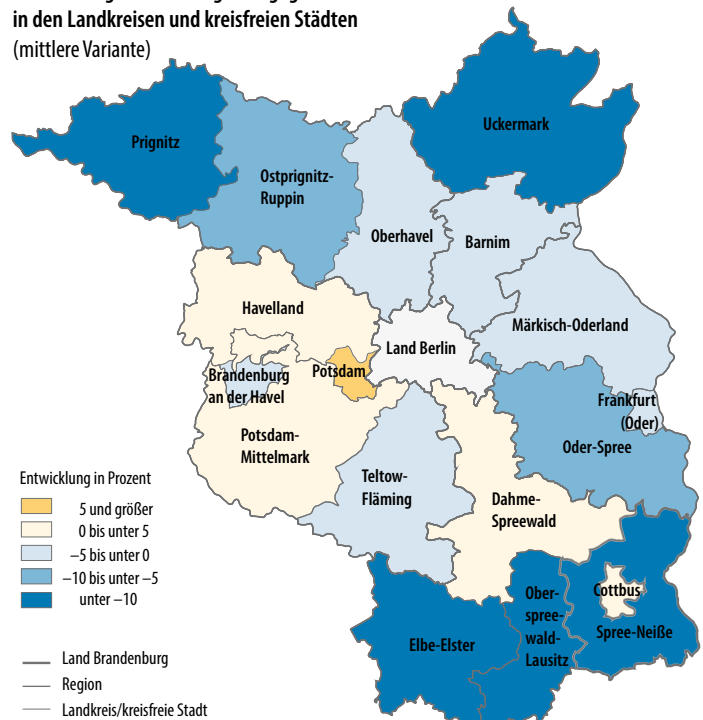 in den Landkreisen und kreisfreien Städten
(mittlere Variante)
Uckermark
Prignitz
Ostprignitz-
Ruppin
Oberhavel
Barnim
Havelland
Märkisch-Oderland
Land Berlin
Potsdam
Brandenburg
an der Havel
Frankfurt
(Oder)
Potsdam-
Mittelmark
Oder-Spree
Teltow-
Fläming
Dahme-
Spreewald
Entwicklung in Prozent
5 und größer
0 bis unter 5
–5 bis unter 0
–10 bis unter –5
unter –10
Cottbus
Ober-
spree-
wald-
Lausitz
Spree-Neiße
Elbe-Elster
Land Brandenburg
Region
Landkreis/kreisfreie Stadt